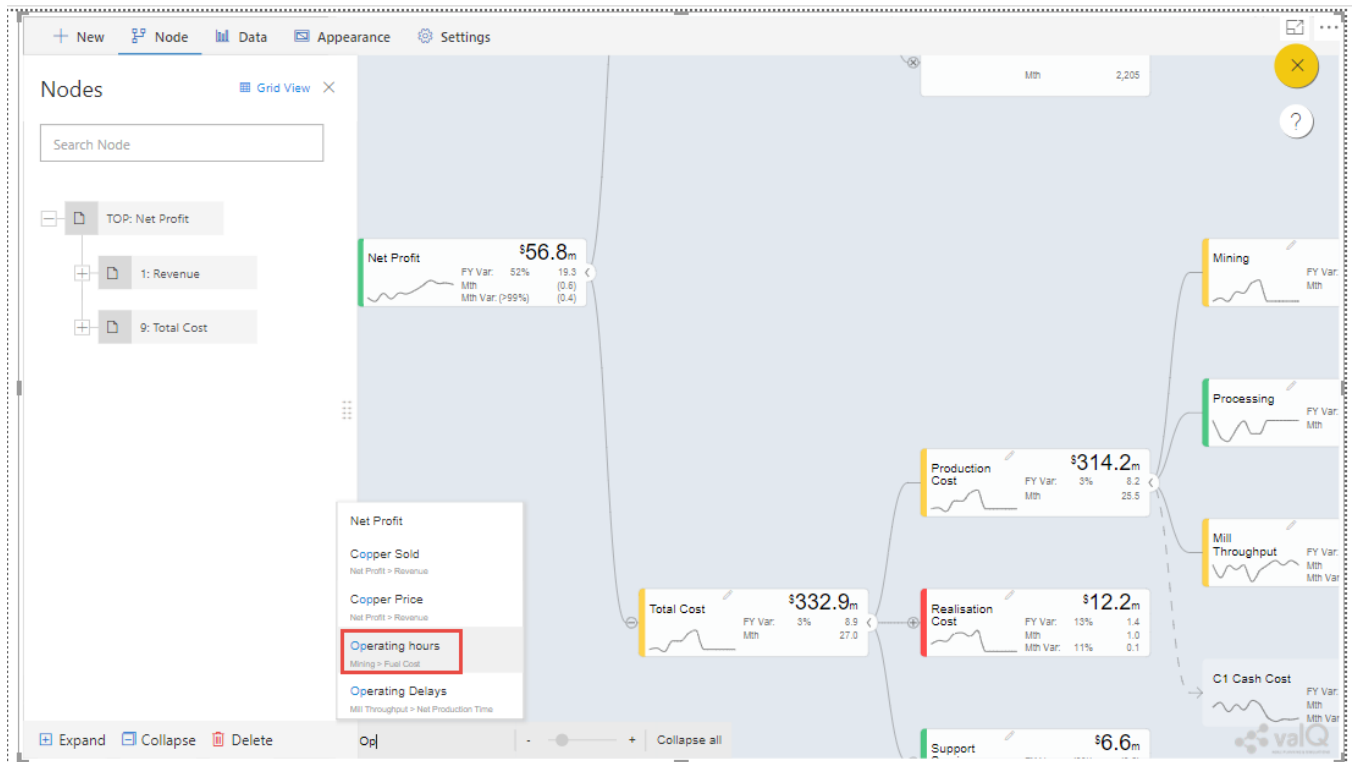 New Node Data Appearance Settings
Nodes
Grid View
Search Node
TOP: Net Profit
1: Revenue
9: Total Cost
Expand Collapse Delete
Net Profit
Copper Sold
Net Profit > Revenue
Copper Price
Net Profit > Revenue
Operating hours
Mining > Fuel Cost
Operating Delays
Mill Throughput > Net Production Time
Op
- + Collapse all
Net Profit
$56.8m
FY Var: 52% 19.3
Mth (0.6)
Mth Var: (>99%) (0.4)
Total Cost
$332.9m
FY Var: 3% 8.9
Mth 27.0
Mth 2,205
Production
Cost
$314.2m
FY Var: 3% 8.2
Mth 25.5
Realisation
Cost
$12.2m
FY Var: 13% 1.4
Mth 1.0
Mth Var: 11% 0.1
Support
$6.6m
Mining
FY Var:
Mth
Processing
FY Var:
Mth
Mill
Throughput
FY Var:
Mth
Mth Var
C1 Cash Cost
FY Var:
Mth
Mth Var
?
valQ